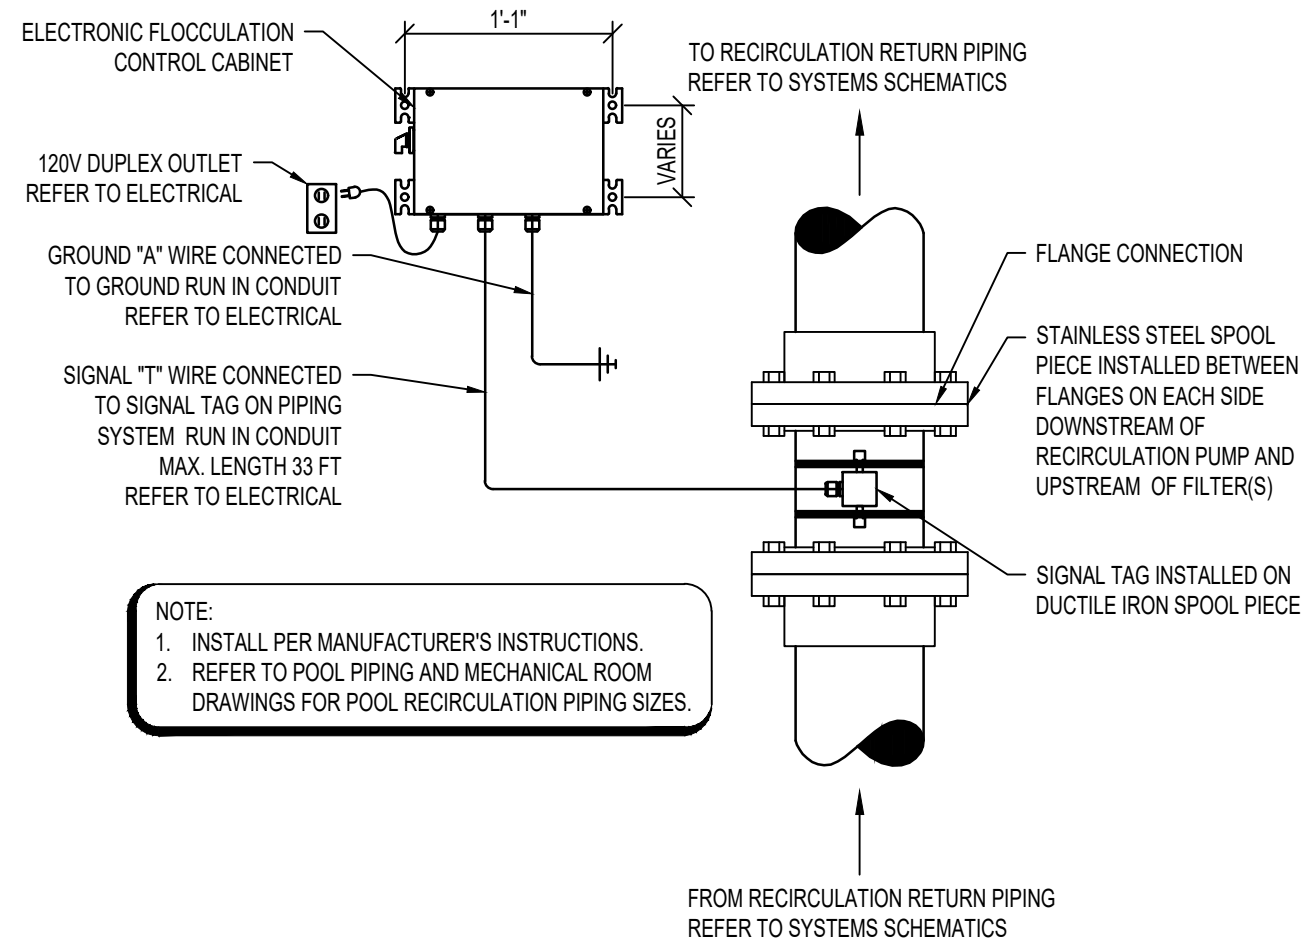 ELECTRONIC FLOCCULATION
CONTROL CABINET
1'-1"
VARIES
120V DUPLEX OUTLET
REFER TO ELECTRICAL
GROUND "A" WIRE CONNECTED
TO GROUND RUN IN CONDUIT
REFER TO ELECTRICAL
SIGNAL "T" WIRE CONNECTED
TO SIGNAL TAG ON PIPING
SYSTEM RUN IN CONDUIT
MAX. LENGTH 33 FT
REFER TO ELECTRICAL
TO RECIRCULATION RETURN PIPING
REFER TO SYSTEMS SCHEMATICS
FLANGE CONNECTION
STAINLESS STEEL SPOOL
PIECE INSTALLED BETWEEN
FLANGES ON EACH SIDE
DOWNSTREAM OF
RECIRCULATION PUMP AND
UPSTREAM OF FILTER(S)
SIGNAL TAG INSTALLED ON
DUCTILE IRON SPOOL PIECE
NOTE:
1. INSTALL PER MANUFACTURER'S INSTRUCTIONS.
2. REFER TO POOL PIPING AND MECHANICAL ROOM
DRAWINGS FOR POOL RECIRCULATION PIPING SIZES.
FROM RECIRCULATION RETURN PIPING
REFER TO SYSTEMS SCHEMATICS